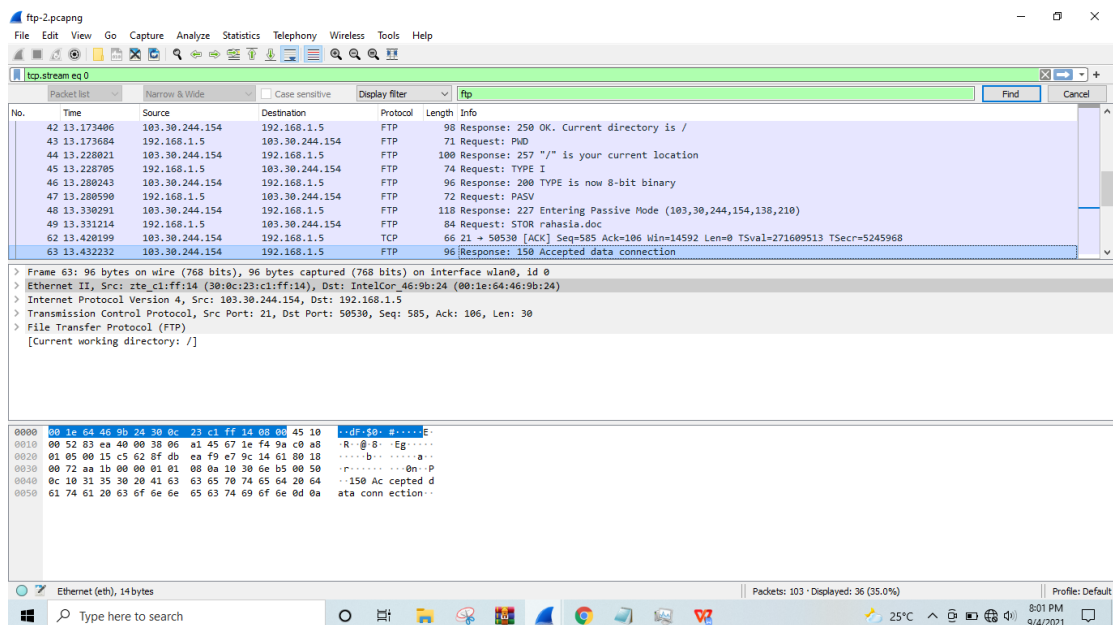 ftp-2.pcapng
File Edit View Go Capture Analyze Statistics Telephony Wireless Tools Help
tcp.stream eq 0
Packet list Narrow & Wide Case sensitive Display filter ftp Find Cancel
No. Time Source Destination Protocol Length Info
42 13.173406 103.30.244.154 192.168.1.5 FTP 98 Response: 250 OK. Current directory is /
43 13.173684 192.168.1.5 103.30.244.154 FTP 71 Request: PWD
44 13.228021 103.30.244.154 192.168.1.5 FTP 100 Response: 257 "/" is your current location
45 13.228705 192.168.1.5 103.30.244.154 FTP 74 Request: TYPE I
46 13.280243 103.30.244.154 192.168.1.5 FTP 96 Response: 200 TYPE is now 8-bit binary
47 13.280590 192.168.1.5 103.30.244.154 FTP 72 Request: PASV
48 13.330291 103.30.244.154 192.168.1.5 FTP 118 Response: 227 Entering Passive Mode (103,30,244,154,138,210)
49 13.331214 192.168.1.5 103.30.244.154 FTP 84 Request: STOR rahasia.doc
62 13.420199 103.30.244.154 192.168.1.5 TCP 66 21 → 50530 [ACK] Seq=585 Ack=106 Win=14592 Len=0 TSval=271609513 TSecr=5245968
63 13.432232 103.30.244.154 192.168.1.5 FTP 96 Response: 150 Accepted data connection
> Frame 63: 96 bytes on wire (768 bits), 96 bytes captured (768 bits) on interface wlan0, id 0
> Ethernet II, Src: zte_c1:ff:14 (30:0c:23:c1:ff:14), Dst: IntelCor_46:9b:24 (00:1e:64:46:9b:24)
> Internet Protocol Version 4, Src: 103.30.244.154, Dst: 192.168.1.5
> Transmission Control Protocol, Src Port: 21, Dst Port: 50530, Seq: 585, Ack: 106, Len: 30
> File Transfer Protocol (FTP)
[Current working directory: /]
0000 00 1e 64 46 9b 24 30 0c 23 c1 ff 14 08 00 45 10 ··dF·$0· #·····E·
0010 00 52 83 ea 40 00 38 06 a1 45 67 1e f4 9a c0 a8 ·R··@·8· ·Eg·····
0020 01 05 00 15 c5 62 8f db ea f9 e7 9c 14 61 80 18 ·····b·· ·····a··
0030 00 72 aa 1b 00 00 01 01 08 0a 10 30 6e b5 00 50 ·r······ ···0n··P
0040 0c 10 31 35 30 20 41 63 63 65 70 74 65 64 20 64 ··150 Ac cepted d
0050 61 74 61 20 63 6f 6e 6e 65 63 74 69 6f 6e 0d 0a ata conn ection··
Ethernet (eth), 14 bytes Packets: 103 · Displayed: 36 (35.0%) Profile: Default
Type here to search 25°C 8:01 PM
9/4/2021